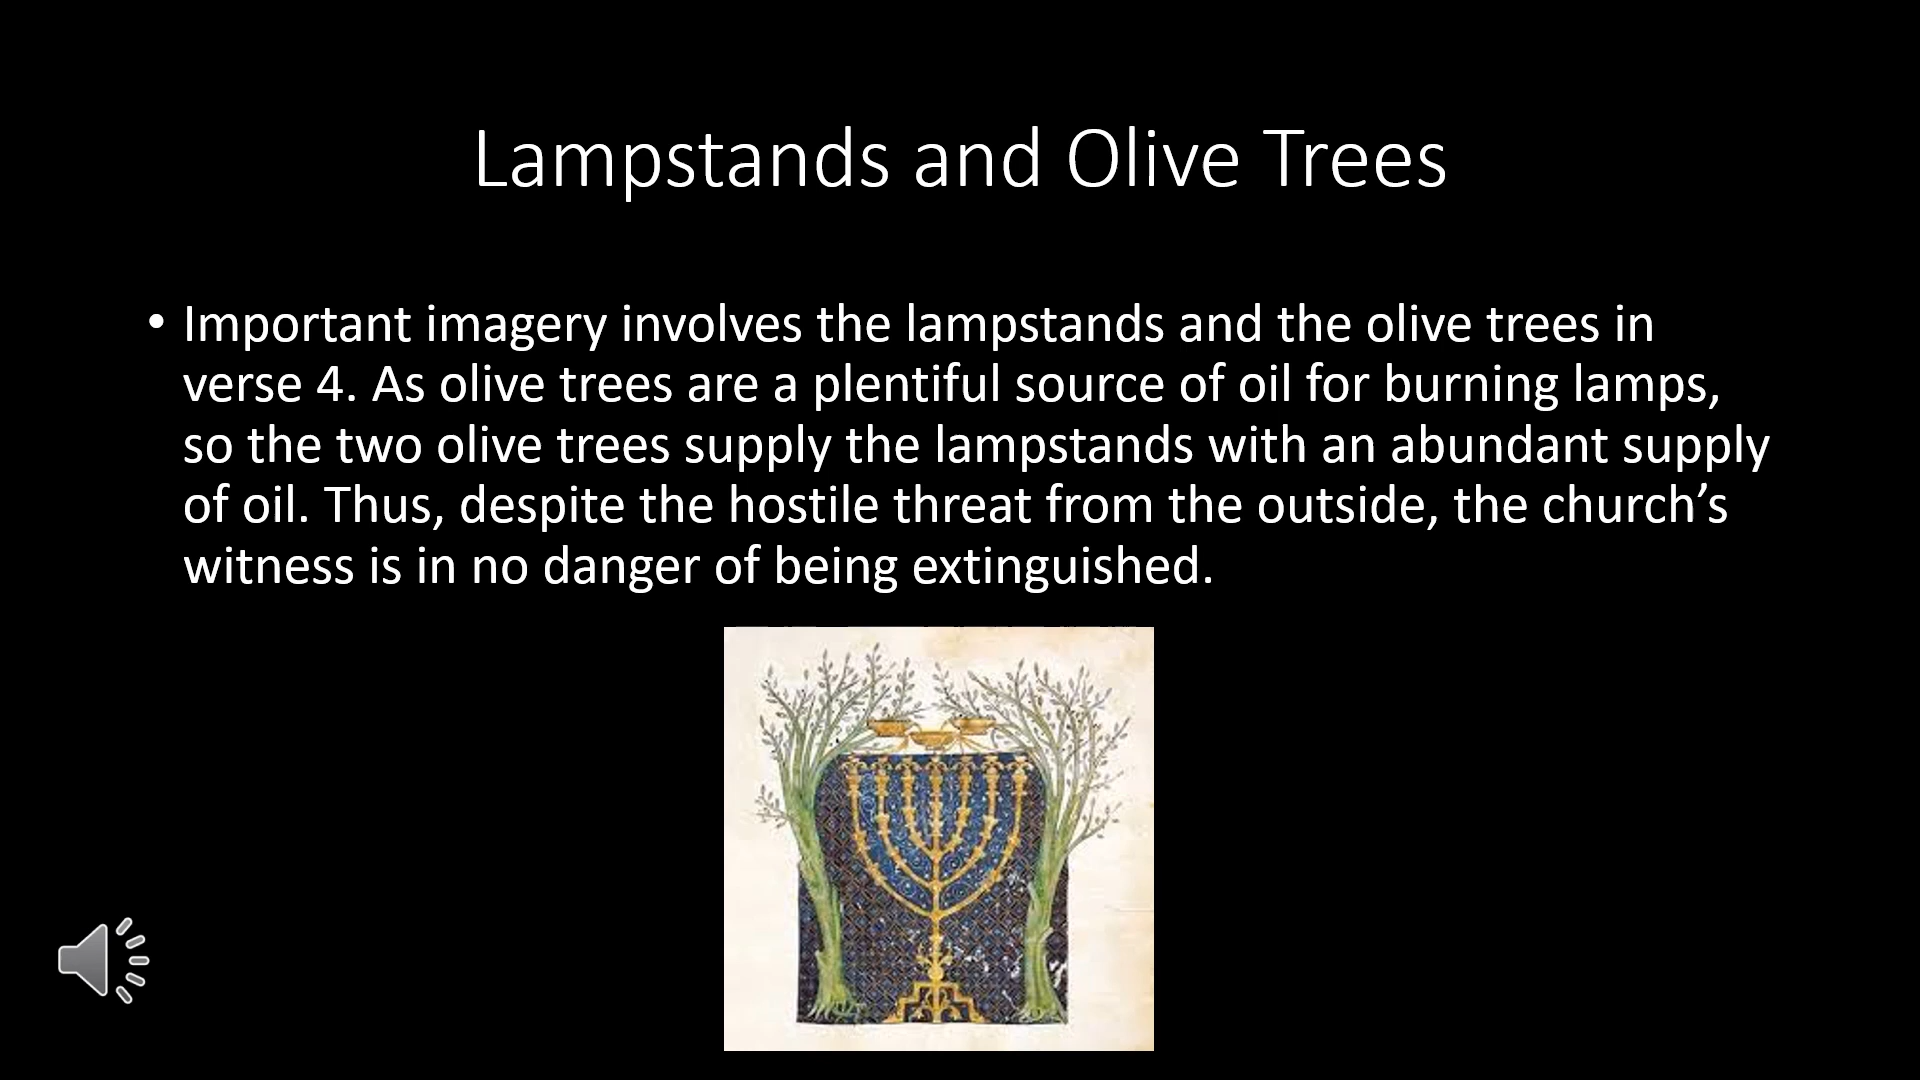 Lampstands and Olive Trees
• Important imagery involves the lampstands and the olive trees in
verse 4. As olive trees are a plentiful source of oil for burning lamps,
so the two olive trees supply the lampstands with an abundant supply
of oil. Thus, despite the hostile threat from the outside, the church’s
witness is in no danger of being extinguished.